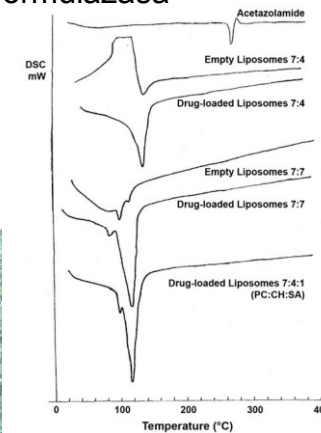 Acetazolamide
DSC
mW
Empty Liposomes 7:4
Drug-loaded Liposomes 7:4
Empty Liposomes 7:7
Drug-loaded Liposomes 7:7
Drug-loaded Liposomes 7:4:1
(PC:CH:SA)
0 100 200 300
Temperature (°C)